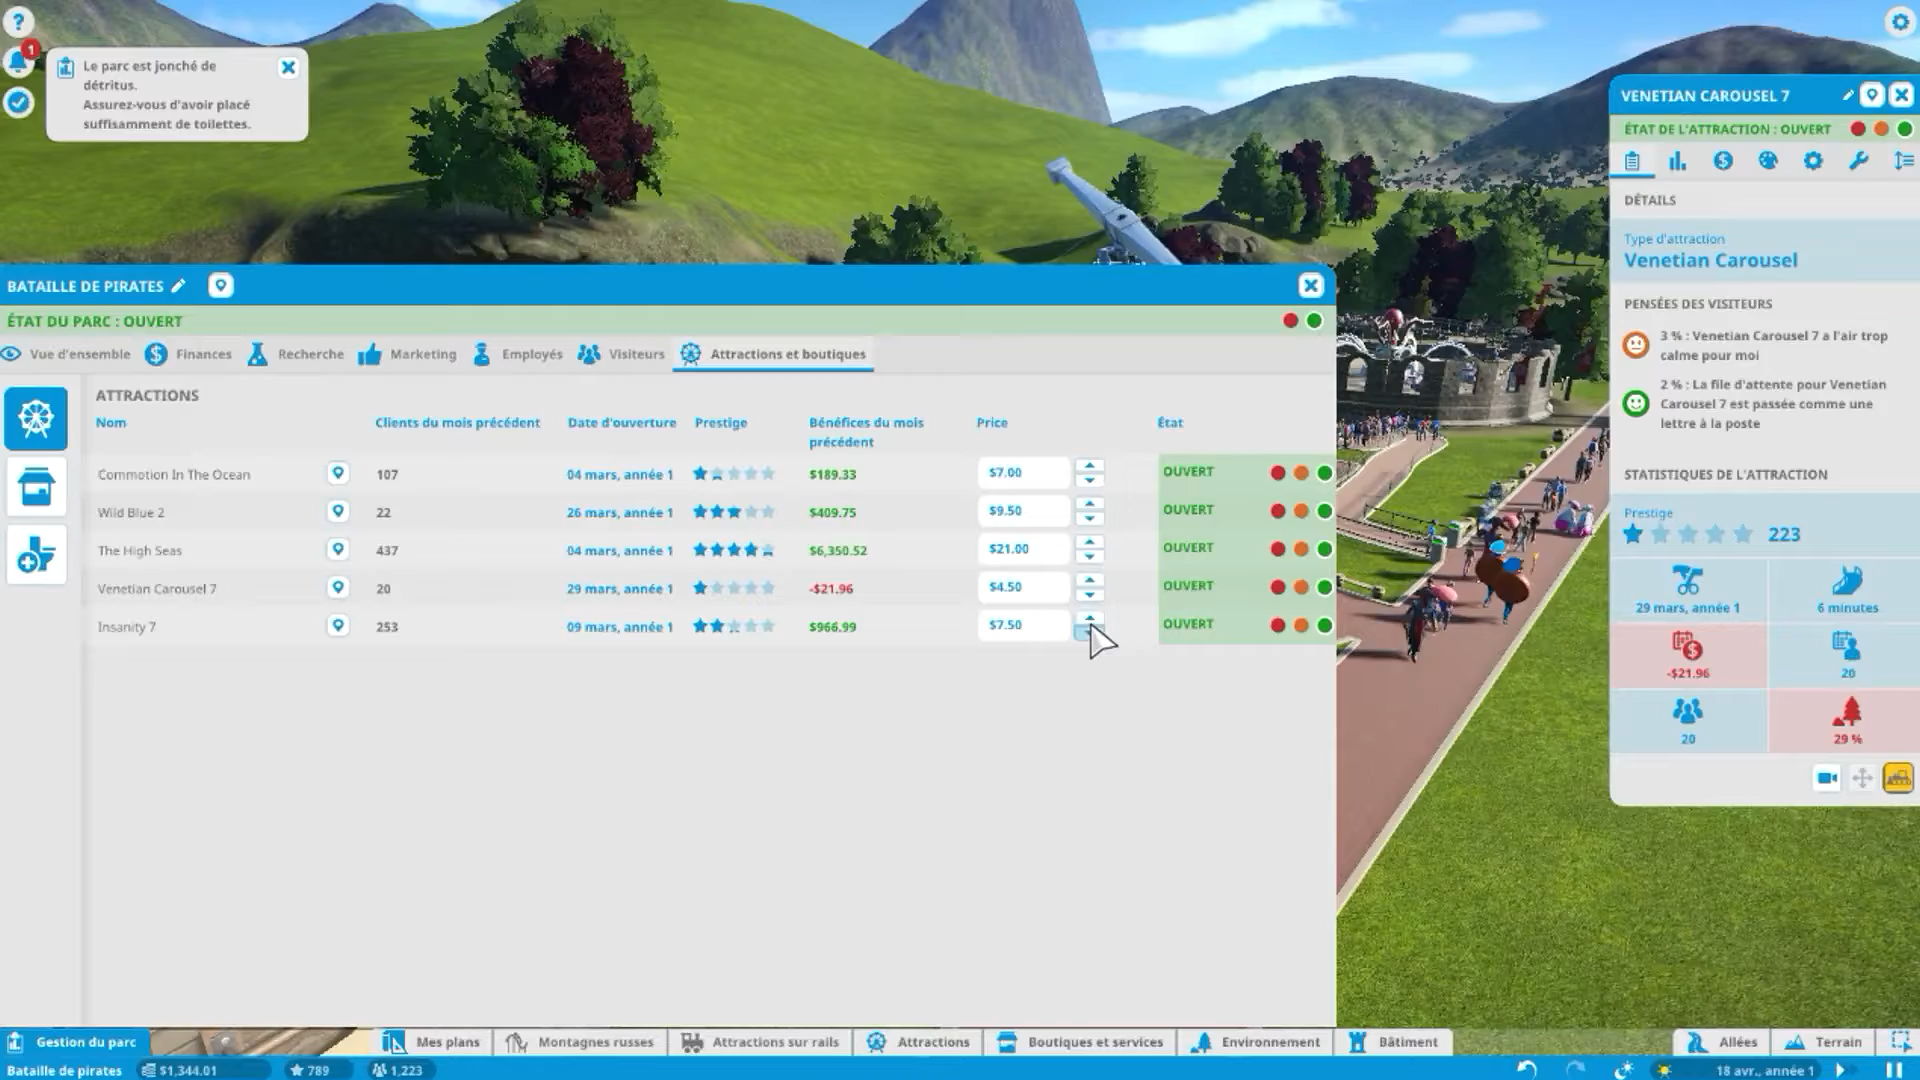 ?
1
Le parc est jonché de
détritus.
Assurez-vous d'avoir placé
suffisamment de toilettes.
BATAILLE DE PIRATES
ÉTAT DU PARC : OUVERT
Vue d'ensemble
Finances
Recherche
Marketing
Employés
Visiteurs
Attractions et boutiques
ATTRACTIONS
Nom
Clients du mois précédent
Date d'ouverture
Prestige
Bénéfices du mois
précédent
Price
État
Commotion In The Ocean 107 04 mars, année 1 $189.33 $7.00 OUVERT
Wild Blue 2 22 26 mars, année 1 $409.75 $9.50 OUVERT
The High Seas 437 04 mars, année 1 $6,350.52 $21.00 OUVERT
Venetian Carousel 7 20 29 mars, année 1 -$21.96 $4.50 OUVERT
Insanity 7 253 09 mars, année 1 $966.99 $7.50 OUVERT
VENETIAN CAROUSEL 7
ÉTAT DE L'ATTRACTION : OUVERT
DÉTAILS
Type d'attraction
Venetian Carousel
PENSÉES DES VISITEURS
3 % : Venetian Carousel 7 a l'air trop
calme pour moi
2 % : La file d'attente pour Venetian
Carousel 7 est passée comme une
lettre à la poste
STATISTIQUES DE L'ATTRACTION
Prestige
223
29 mars, année 1
6 minutes
-$21.96
20
20
29 %
Gestion du parc
Mes plans
Montagnes russes
Attractions sur rails
Attractions
Boutiques et services
Environnement
Bâtiment
Allées
Terrain
Bataille de pirates
$1,344.01
789
1,223
18 avr., année 1